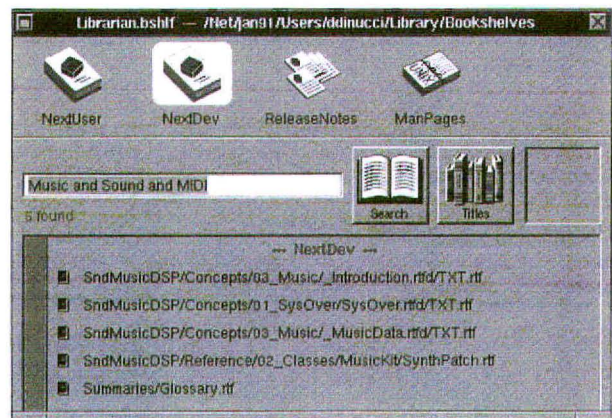 Librarian.bshlf — /Net/jan91/Users/ddinucci/Library/Bookshelves
NextUser NextDev ReleaseNotes ManPages
Music and Sound and MIDI
Search Titles
5 found
--- NextDev ---
SndMusicDSP/Concepts/03_Music/_Introduction.rtfd/TXT.rtf
SndMusicDSP/Concepts/01_SysOver/SysOver.rtfd/TXT.rtf
SndMusicDSP/Concepts/03_Music/_MusicData.rtfd/TXT.rtf
SndMusicDSP/Reference/02_Classes/MusicKit/SynthPatch.rtf
Summaries/Glossary.rtf